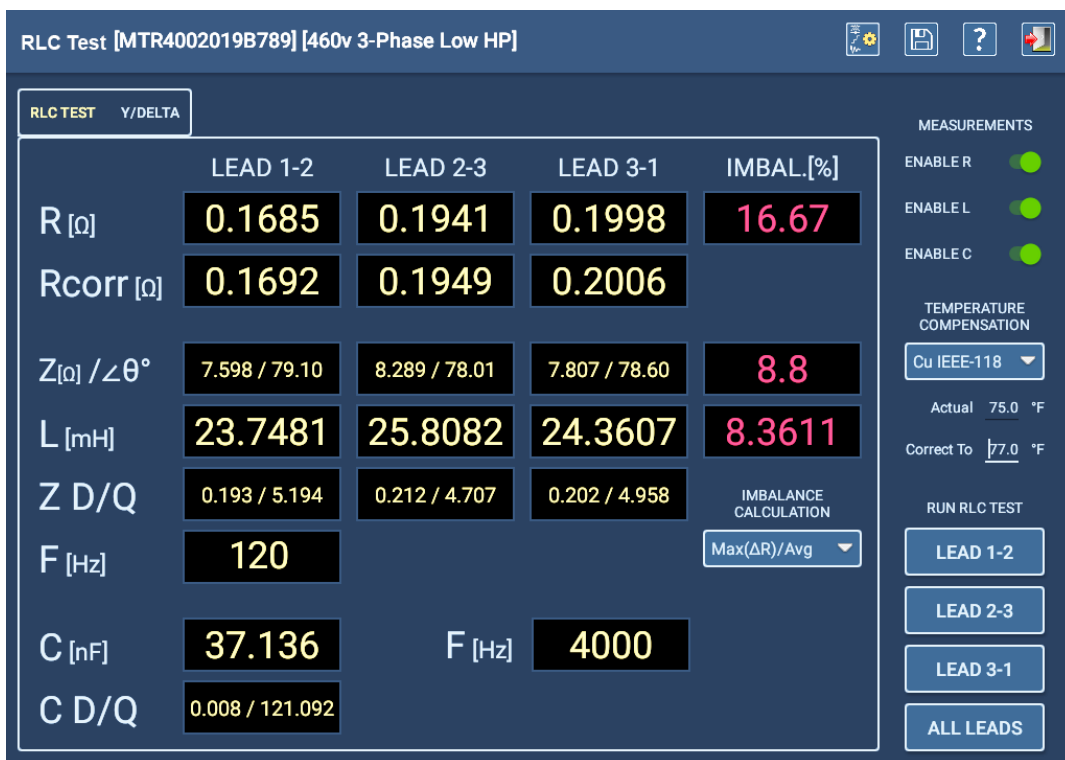 RLC Test [MTR4002019B789] [460v 3-Phase Low HP]
RLC TEST Y/DELTA
LEAD 1-2 LEAD 2-3 LEAD 3-1 IMBAL.[%]
R [Ω] 0.1685 0.1941 0.1998 16.67
Rcorr [Ω] 0.1692 0.1949 0.2006
Z[Ω] /∠θ° 7.598 / 79.10 8.289 / 78.01 7.807 / 78.60 8.8
L [mH] 23.7481 25.8082 24.3607 8.3611
Z D/Q 0.193 / 5.194 0.212 / 4.707 0.202 / 4.958
IMBALANCE
CALCULATION
Max(ΔR)/Avg
F [Hz] 120
C [nF] 37.136 F [Hz] 4000
C D/Q 0.008 / 121.092
MEASUREMENTS
ENABLE R
ENABLE L
ENABLE C
TEMPERATURE
COMPENSATION
Cu IEEE-118
Actual 75.0 °F
Correct To 77.0 °F
RUN RLC TEST
LEAD 1-2
LEAD 2-3
LEAD 3-1
ALL LEADS